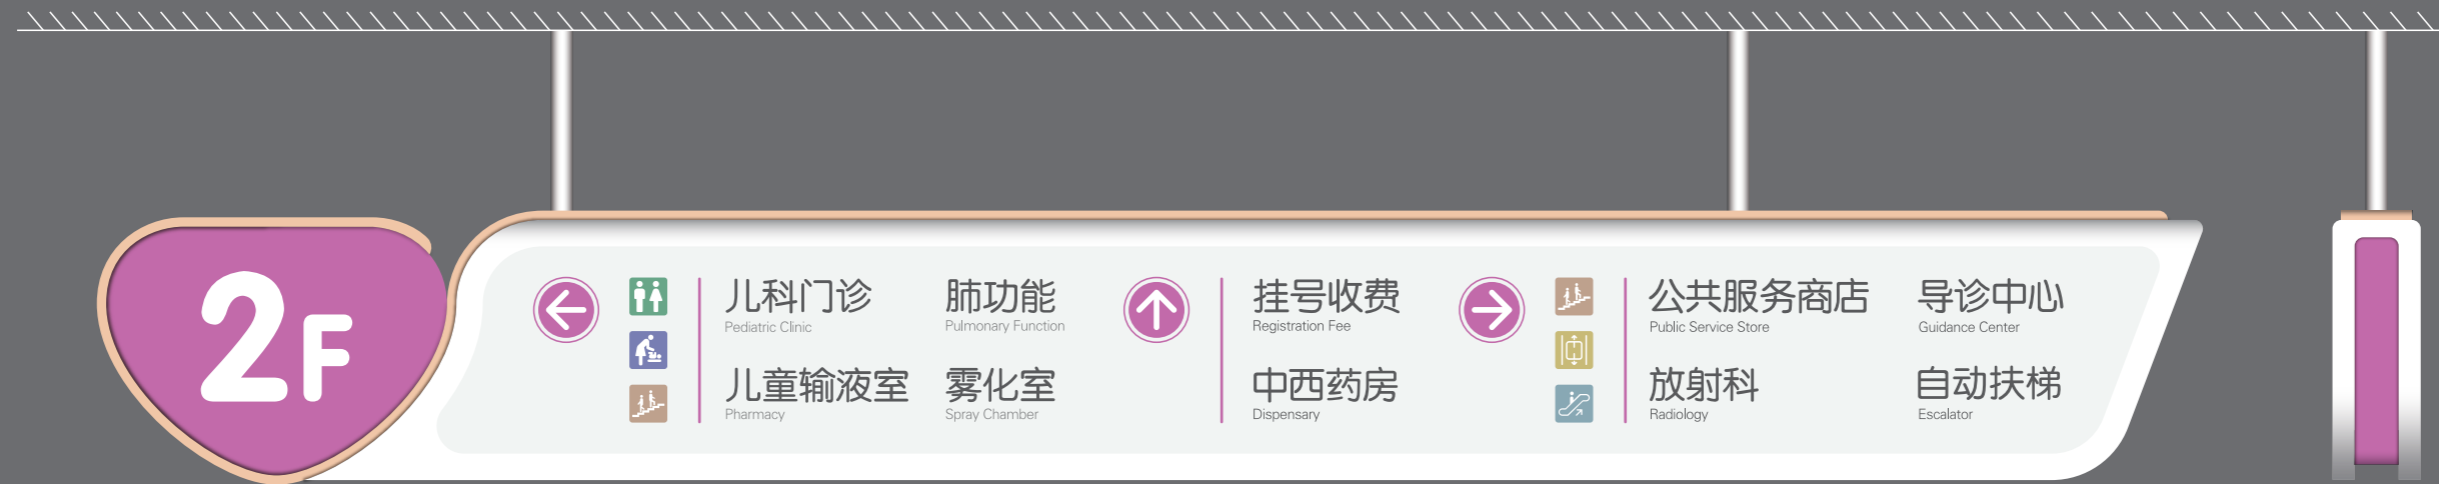 2F
儿科门诊
Pediatric Clinic
肺功能
Pulmonary Function
儿童输液室
Pharmacy
雾化室
Spray Chamber
挂号收费
Registration Fee
中西药房
Dispensary
公共服务商店
Public Service Store
导诊中心
Guidance Center
放射科
Radiology
自动扶梯
Escalator